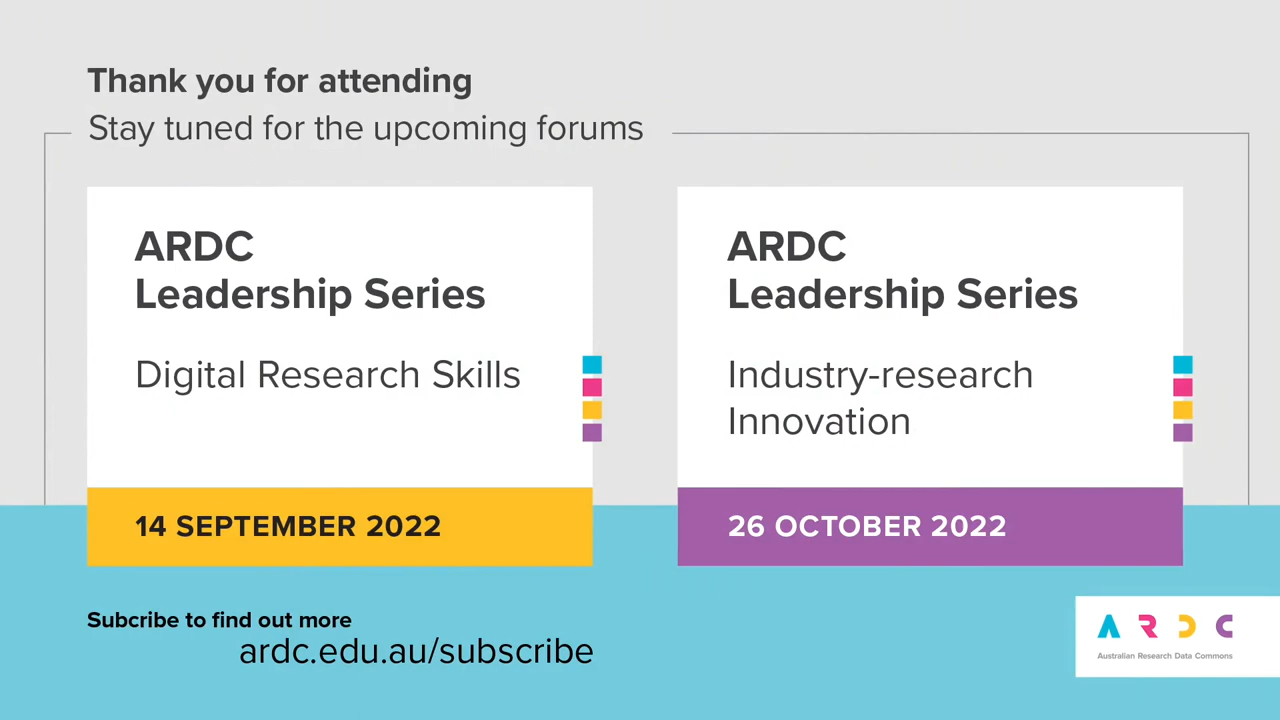 Thank you for attending
Stay tuned for the upcoming forums
ARDC
Leadership Series
Digital Research Skills
14 SEPTEMBER 2022
ARDC
Leadership Series
Industry-research
Innovation
26 OCTOBER 2022
Subcribe to find out more
ardc.edu.au/subscribe
ARDC
Australian Research Data Commons